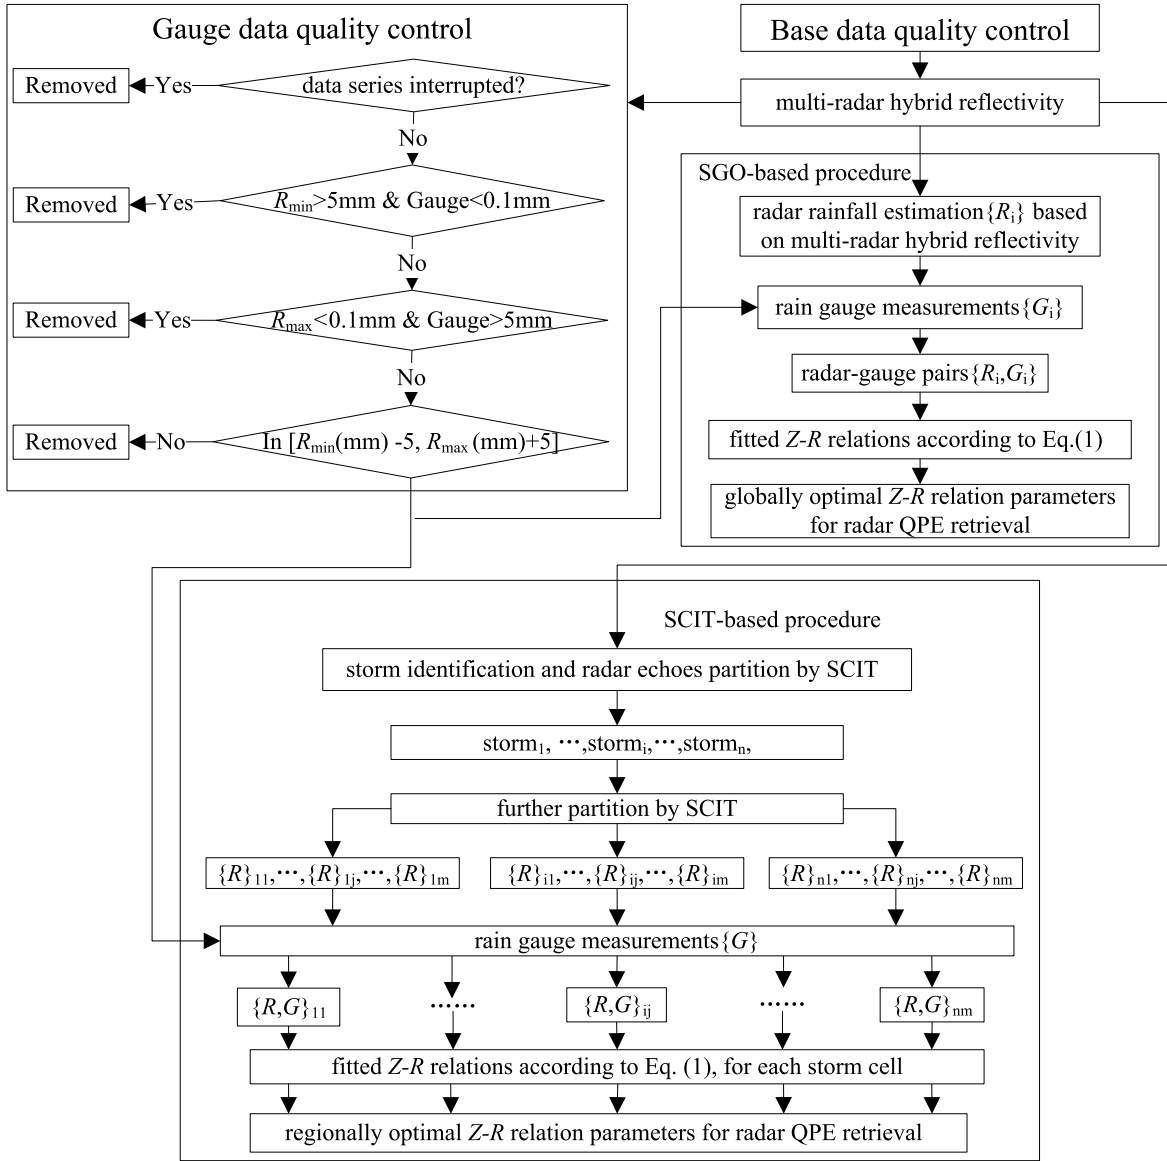 Gauge data quality control
Removed
Yes
data series interrupted?
No
Removed
Yes
Rmin>5mm & Gauge<0.1mm
No
Removed
Yes
Rmax<0.1mm & Gauge>5mm
No
Removed
No
In [Rmin(mm) -5, Rmax (mm)+5]
Base data quality control
multi-radar hybrid reflectivity
SGO-based procedure
radar rainfall estimation{Ri} based
on multi-radar hybrid reflectivity
rain gauge measurements{Gi}
radar-gauge pairs{Ri,Gi}
fitted Z-R relations according to Eq.(1)
globally optimal Z-R relation parameters
for radar QPE retrieval
SCIT-based procedure
storm identification and radar echoes partition by SCIT
storm1, ···,stormi,···,stormn,
further partition by SCIT
{R}11,···,{R}1j,···,{R}1m
{R}i1,···,{R}ij,···,{R}im
{R}n1,···,{R}nj,···,{R}nm
rain gauge measurements{G}
{R,G}11
······
{R,G}ij
······
{R,G}nm
fitted Z-R relations according to Eq. (1), for each storm cell
regionally optimal Z-R relation parameters for radar QPE retrieval